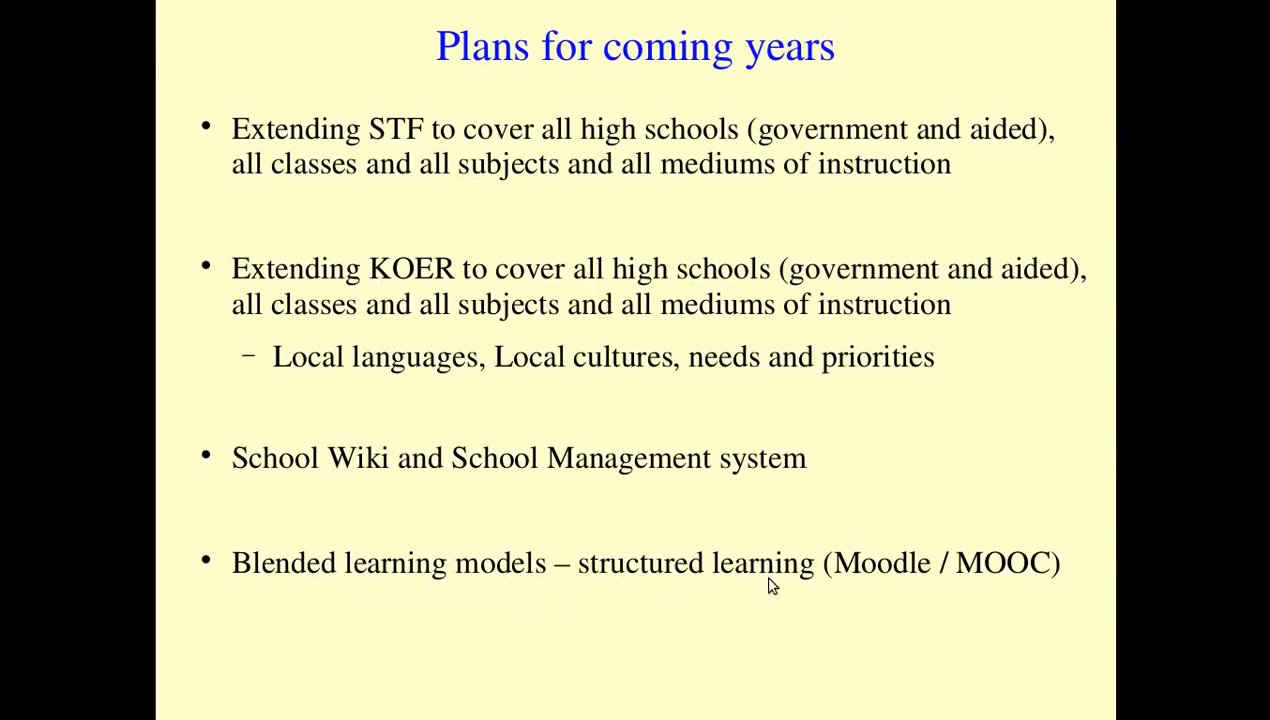 Plans for coming years
• Extending STF to cover all high schools (government and aided),
all classes and all subjects and all mediums of instruction
• Extending KOER to cover all high schools (government and aided),
all classes and all subjects and all mediums of instruction
– Local languages, Local cultures, needs and priorities
• School Wiki and School Management system
• Blended learning models – structured learning (Moodle / MOOC)